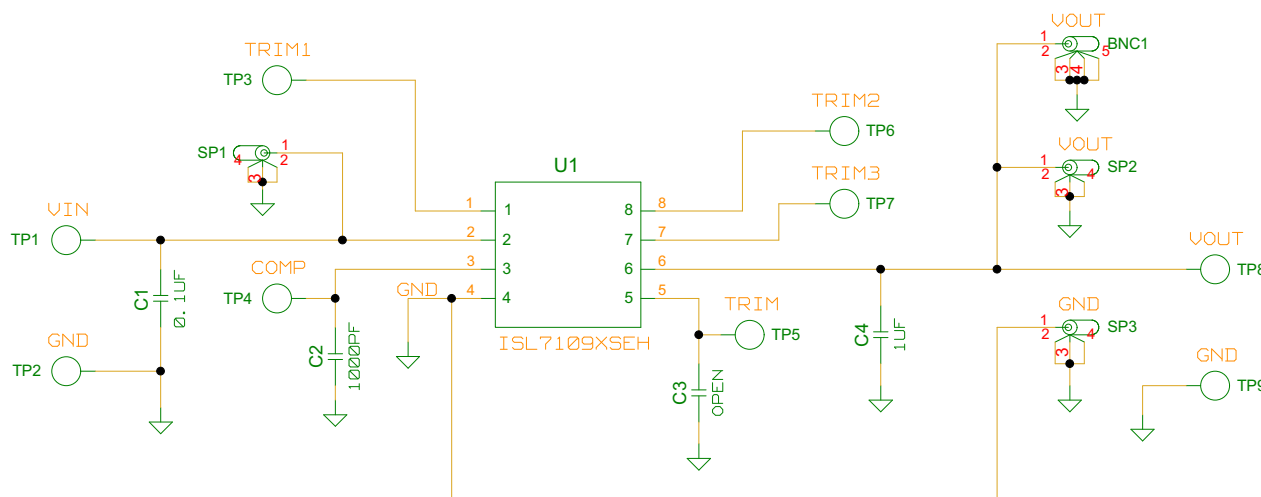 VOUT
1
2
BNC1
5
3
4
TRIM1
TP3
TRIM2
TP6
SP1
4
1
2
3
VOUT
1
2
SP2
4
3
U1
TRIM3
TP7
VIN
TP1
1
1
8
8
2
2
7
7
3
3
6
6
4
4
5
5
VOUT
TP8
COMP
TP4
GND
C1
0.1UF
TRIM
TP5
GND
1
2
SP3
4
3
GND
TP2
C2
1000PF
ISL7109XSEH
C4
1UF
C3
OPEN
GND
TP9